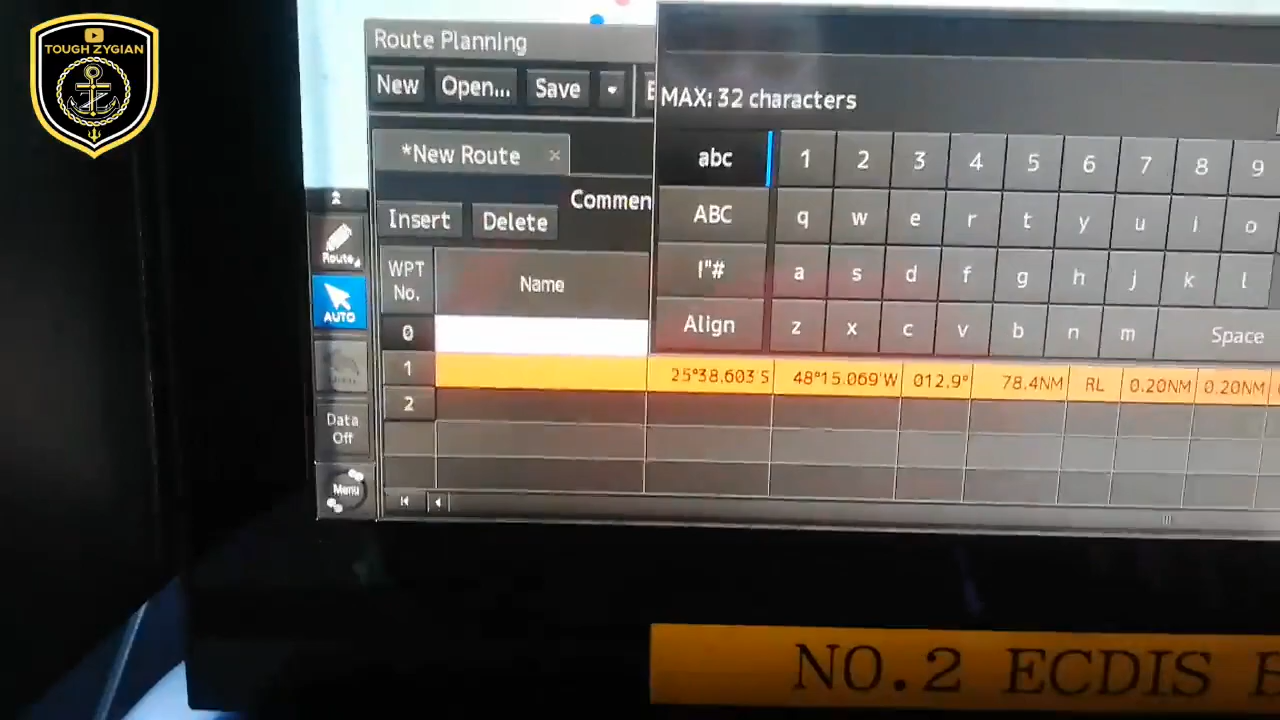 TOUGH ZYGIAN
Route Planning
New Open... Save
MAX: 32 characters
*New Route
Commen
Insert Delete
abc 1 2 3 4 5 6 7 8 9
ABC q w e r t y u i o
!"# a s d f g h j k l
Align z x c v b n m Space
Route
AUTO
Data
Off
Menu
WPT
No.
Name
0
1 25°38.603'S 48°15.069'W 012.9° 78.4NM RL 0.20NM 0.20NM
2
NO.2 ECDIS